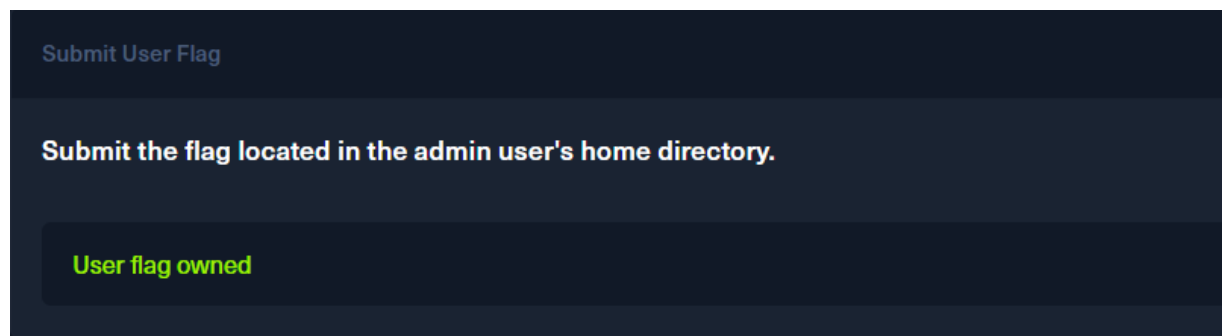 Submit User Flag
Submit the flag located in the admin user's home directory.
User flag owned